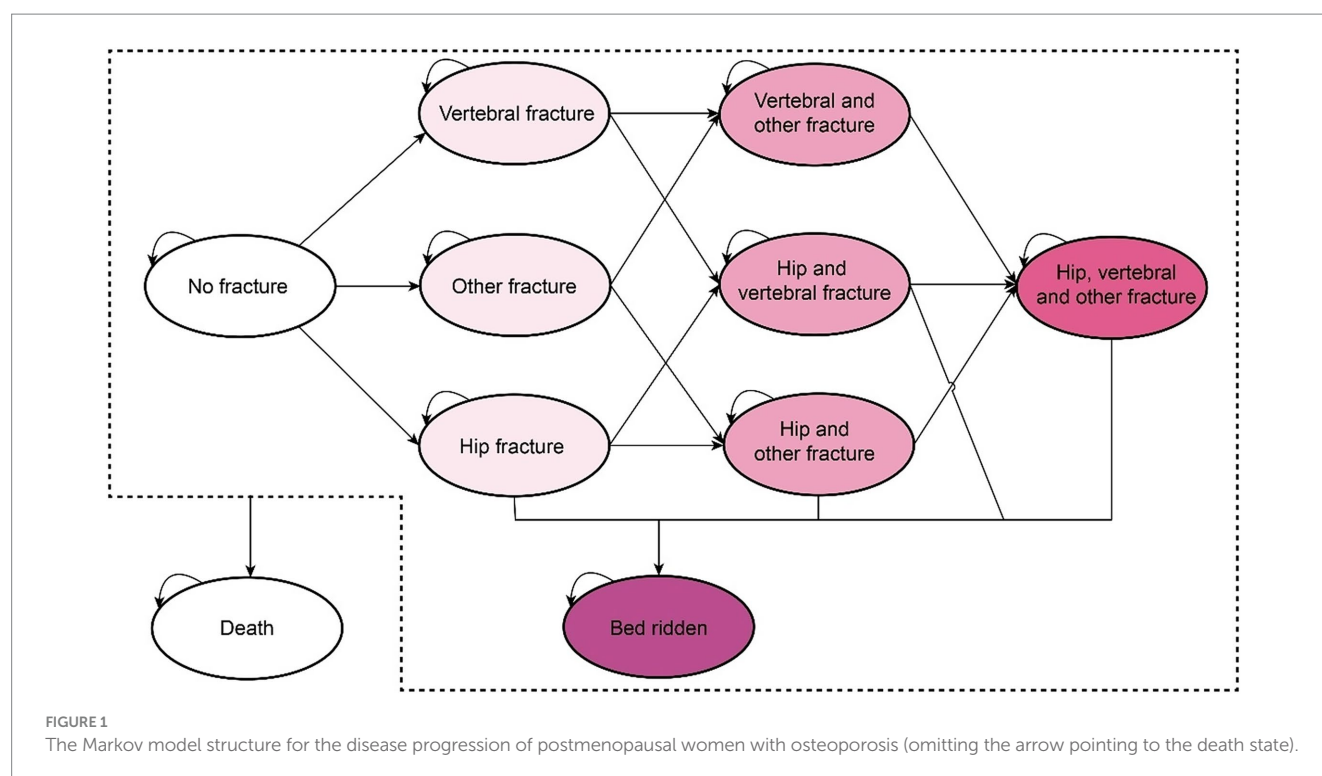 Vertebral fracture
Vertebral and
other fracture
No fracture
Other fracture
Hip and
vertebral fracture
Hip, vertebral
and other fracture
Hip fracture
Hip and
other fracture
Death
Bed ridden
FIGURE 1
The Markov model structure for the disease progression of postmenopausal women with osteoporosis (omitting the arrow pointing to the death state).